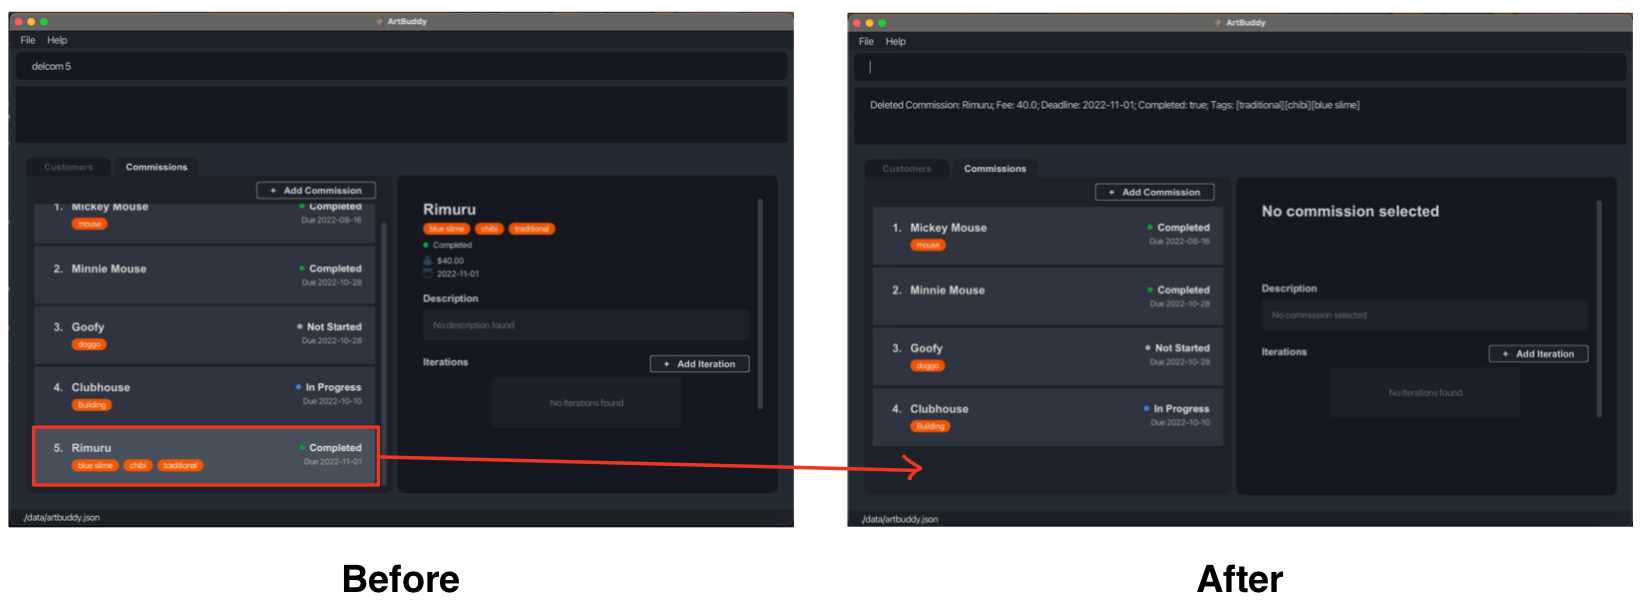 ArtBuddy
File Help
delcom 5
Customers Commissions
+ Add Commission
1. Mickey Mouse Completed
mouse Due 2022-08-16
2. Minnie Mouse Completed
Due 2022-10-28
3. Goofy Not Started
doggo Due 2022-10-28
4. Clubhouse In Progress
Building Due 2022-10-10
5. Rimuru Completed
blue slime chibi traditional Due 2022-11-01
Rimuru
blue slime chibi traditional
Completed
$40.00
2022-11-01
Description
No description found
Iterations + Add Iteration
No iterations found
./data/artbuddy.json
Before
ArtBuddy
File Help
Deleted Commission: Rimuru; Fee: 40.0; Deadline: 2022-11-01; Completed: true; Tags: [traditional][chibi][blue slime]
Customers Commissions
+ Add Commission
1. Mickey Mouse Completed
mouse Due 2022-08-16
2. Minnie Mouse Completed
Due 2022-10-28
3. Goofy Not Started
doggo Due 2022-10-28
4. Clubhouse In Progress
Building Due 2022-10-10
No commission selected
Description
No commission selected
Iterations + Add Iteration
No iterations found
./data/artbuddy.json
After